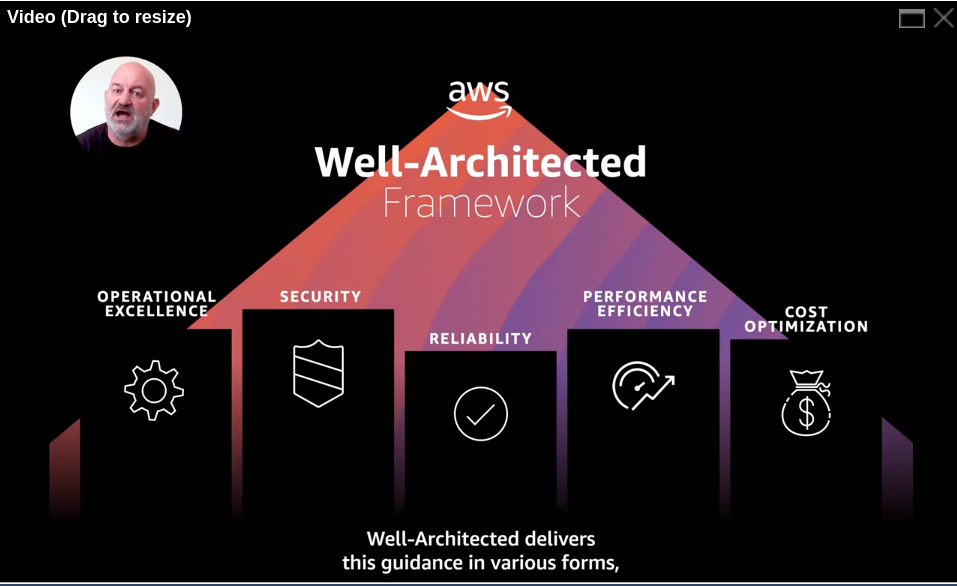 Video (Drag to resize)
aws
Well-Architected
Framework
OPERATIONAL
EXCELLENCE
SECURITY
RELIABILITY
PERFORMANCE
EFFICIENCY
COST
OPTIMIZATION
$
Well-Architected delivers
this guidance in various forms,